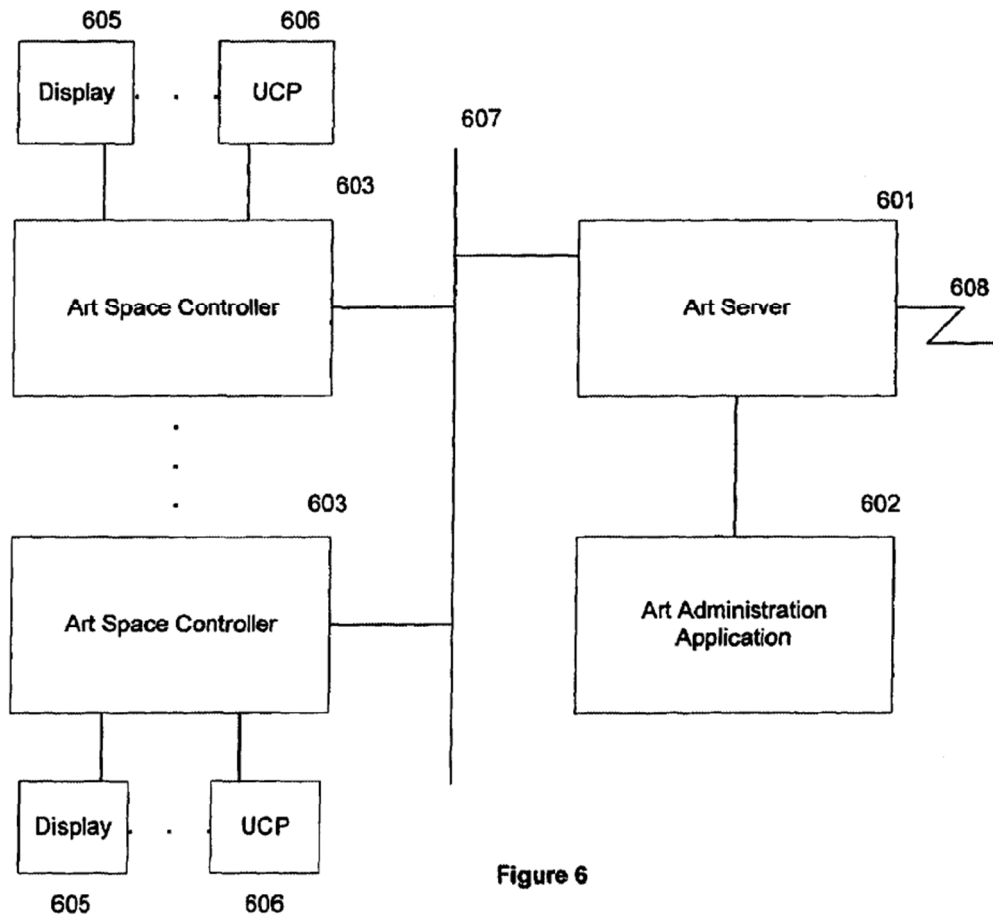 605
606
Display
UCP
607
603
601
Art Space Controller
Art Server
608
603
602
Art Space Controller
Art Administration
Application
Display
UCP
605
606
Figure 6